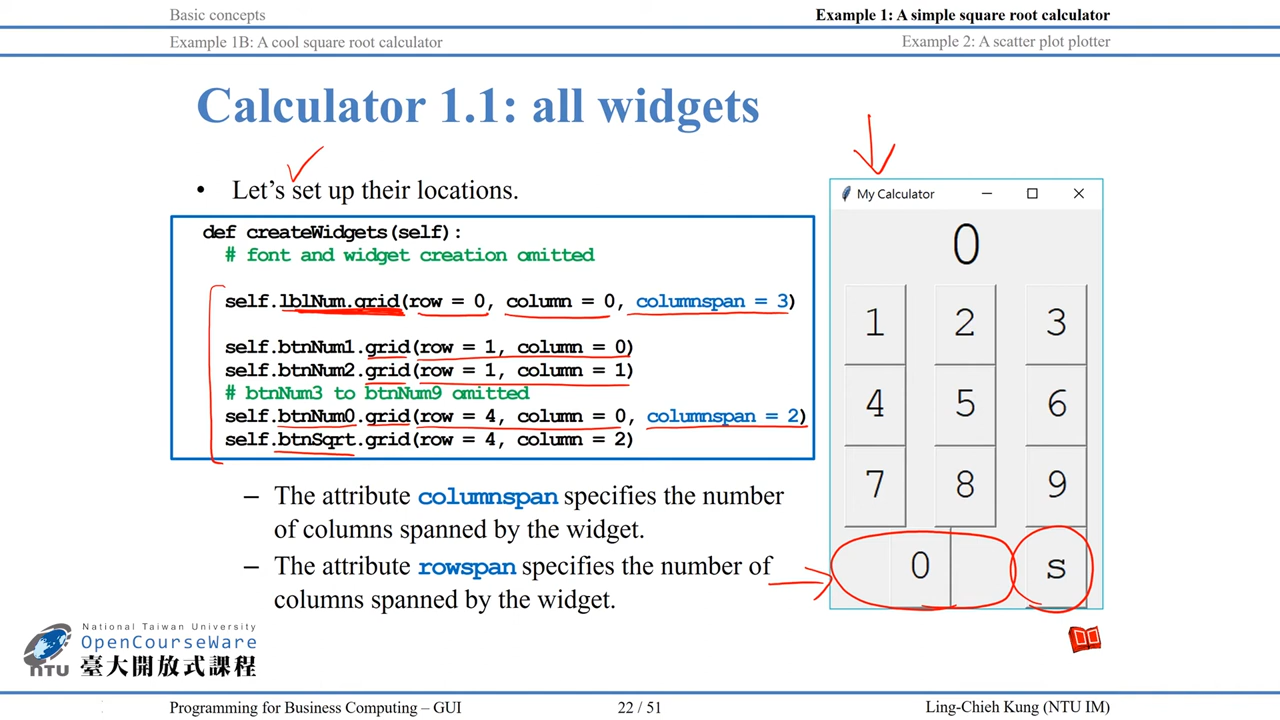 Basic concepts
Example 1: A simple square root calculator
Example 1B: A cool square root calculator
Example 2: A scatter plot plotter
Calculator 1.1: all widgets
• Let's set up their locations.
def createWidgets(self):
# font and widget creation omitted
self.lblNum.grid(row = 0, column = 0, columnspan = 3)
self.btnNum1.grid(row = 1, column = 0)
self.btnNum2.grid(row = 1, column = 1)
# btnNum3 to btnNum9 omitted
self.btnNum0.grid(row = 4, column = 0, columnspan = 2)
self.btnSqrt.grid(row = 4, column = 2)
– The attribute columnspan specifies the number
of columns spanned by the widget.
– The attribute rowspan specifies the number of
columns spanned by the widget.
My Calculator
0
1 2 3
4 5 6
7 8 9
0 s
National Taiwan University
OpenCourseWare
臺大開放式課程
NTU
Programming for Business Computing – GUI
22 / 51
Ling-Chieh Kung (NTU IM)